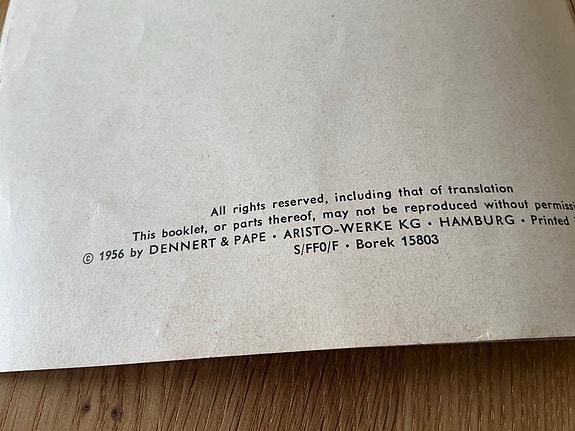 All rights reserved, including that of translation
This booklet, or parts thereof, may not be reproduced without
© 1956 by DENNERT & PAPE · ARISTO-WERKE KG · HAMBURG · Printed
S/FF0/F · Borek 15803